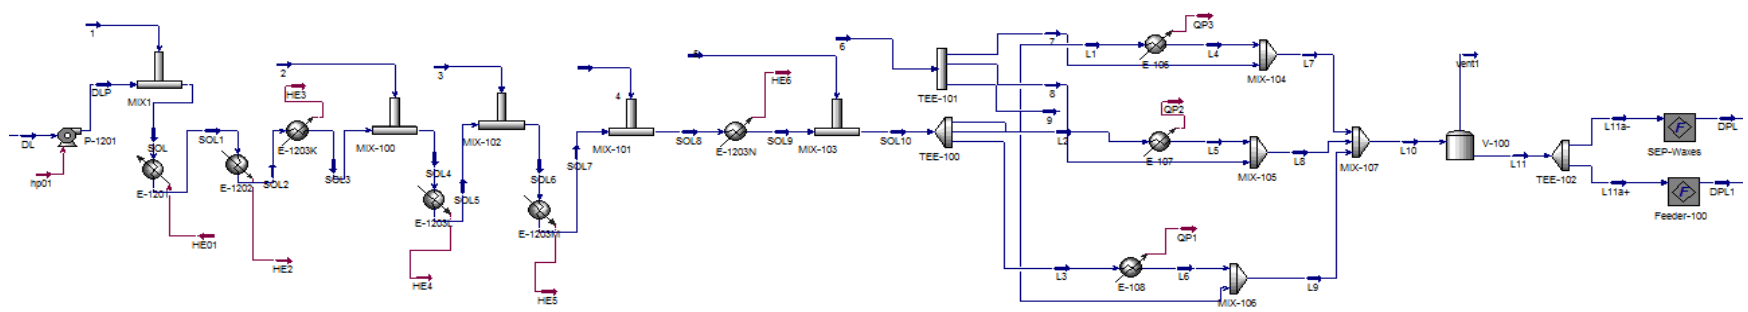 1
DLP
MIX1
DL
P-1201
hp01
SOL
E-1201
HE01
SOL1
E-1202
SOL2
HE2
2
HE3
E-1203K
SOL3
MIX-100
SOL4
E-1203L
HE4
SOL5
3
MIX-102
SOL6
E-1203M
HE5
SOL7
4
MIX-101
SOL8
5
HE6
E-1203N
SOL9
MIX-103
SOL10
6
TEE-101
TEE-100
7
8
9
L1
E-106
QP3
L4
MIX-104
L7
L2
QP2
E-107
L5
MIX-105
L8
L3
E-108
QP1
L6
MIX-106
L9
MIX-107
L10
vent1
V-100
L11
TEE-102
L11a-
SEP-Waxes
DPL
L11a+
Feeder-100
DPL1
F
F